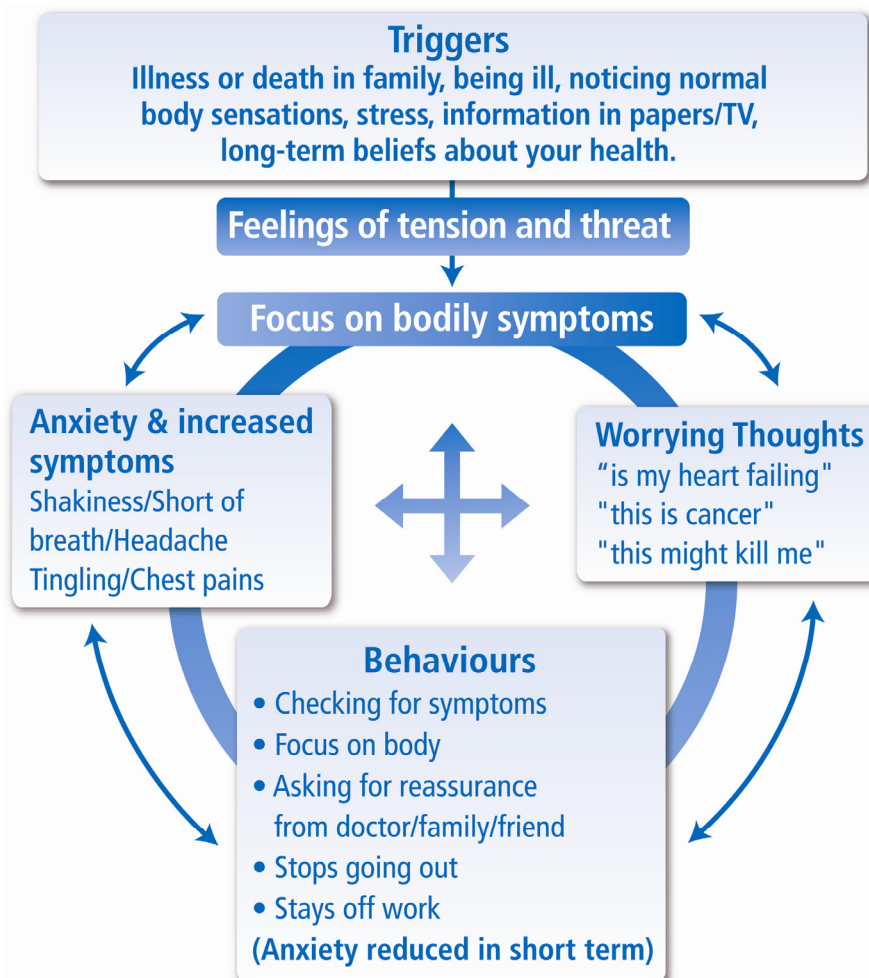 Triggers
Illness or death in family, being ill, noticing normal
body sensations, stress, information in papers/TV,
long-term beliefs about your health.
Feelings of tension and threat
Focus on bodily symptoms
Anxiety & increased
symptoms
Shakiness/Short of
breath/Headache
Tingling/Chest pains
Worrying Thoughts
“is my heart failing"
"this is cancer"
"this might kill me"
Behaviours
• Checking for symptoms
• Focus on body
• Asking for reassurance
from doctor/family/friend
• Stops going out
• Stays off work
(Anxiety reduced in short term)